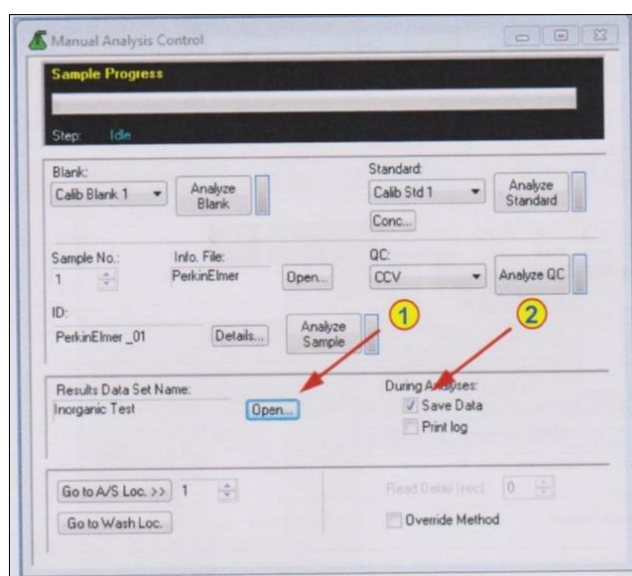 Manual Analysis Control
Sample Progress
Step: Idle
Blank:
Calib Blank 1
Analyze Blank
Standard:
Calib Std 1
Analyze Standard
Conc...
Sample No.:
1
Info. File:
PerkinElmer
Open...
QC:
CCV
Analyze QC
ID:
PerkinElmer _01
Details...
Analyze Sample
1
2
Results Data Set Name:
Inorganic Test
Open...
During Analyses:
Save Data
Print log
Go to A/S Loc. >>
1
Read Delay (sec)
0
Go to Wash Loc.
Override Method